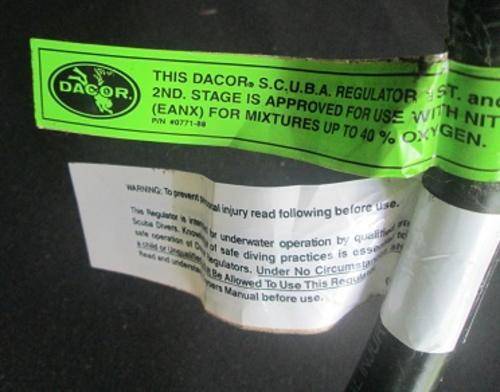 DACOR®
THIS DACOR® S.C.U.B.A. REGULATOR ST. and
2ND. STAGE IS APPROVED FOR USE WITH NIT
(EANX) FOR MIXTURES UP TO 40 % OXYGEN.
P/N #0771-88
WARNING: To prevent injury read following before use.
This Regulator is for underwater operation by
Scuba Divers. of safe diving practices is
safe operation of Regulators. Under No
a child or Be Allowed To Use This
Read and Manual before use.